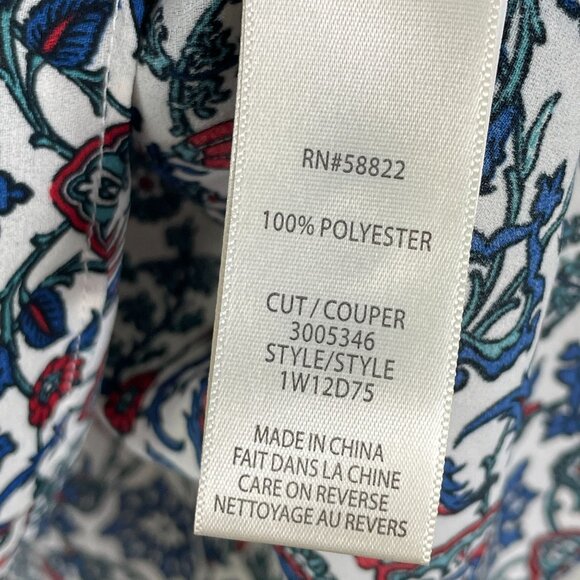 RN#58822
100% POLYESTER
CUT / COUPER
3005346
STYLE/STYLE
1W12D75
MADE IN CHINA
FAIT DANS LA CHINE
CARE ON REVERSE
NETTOYAGE AU REVERS